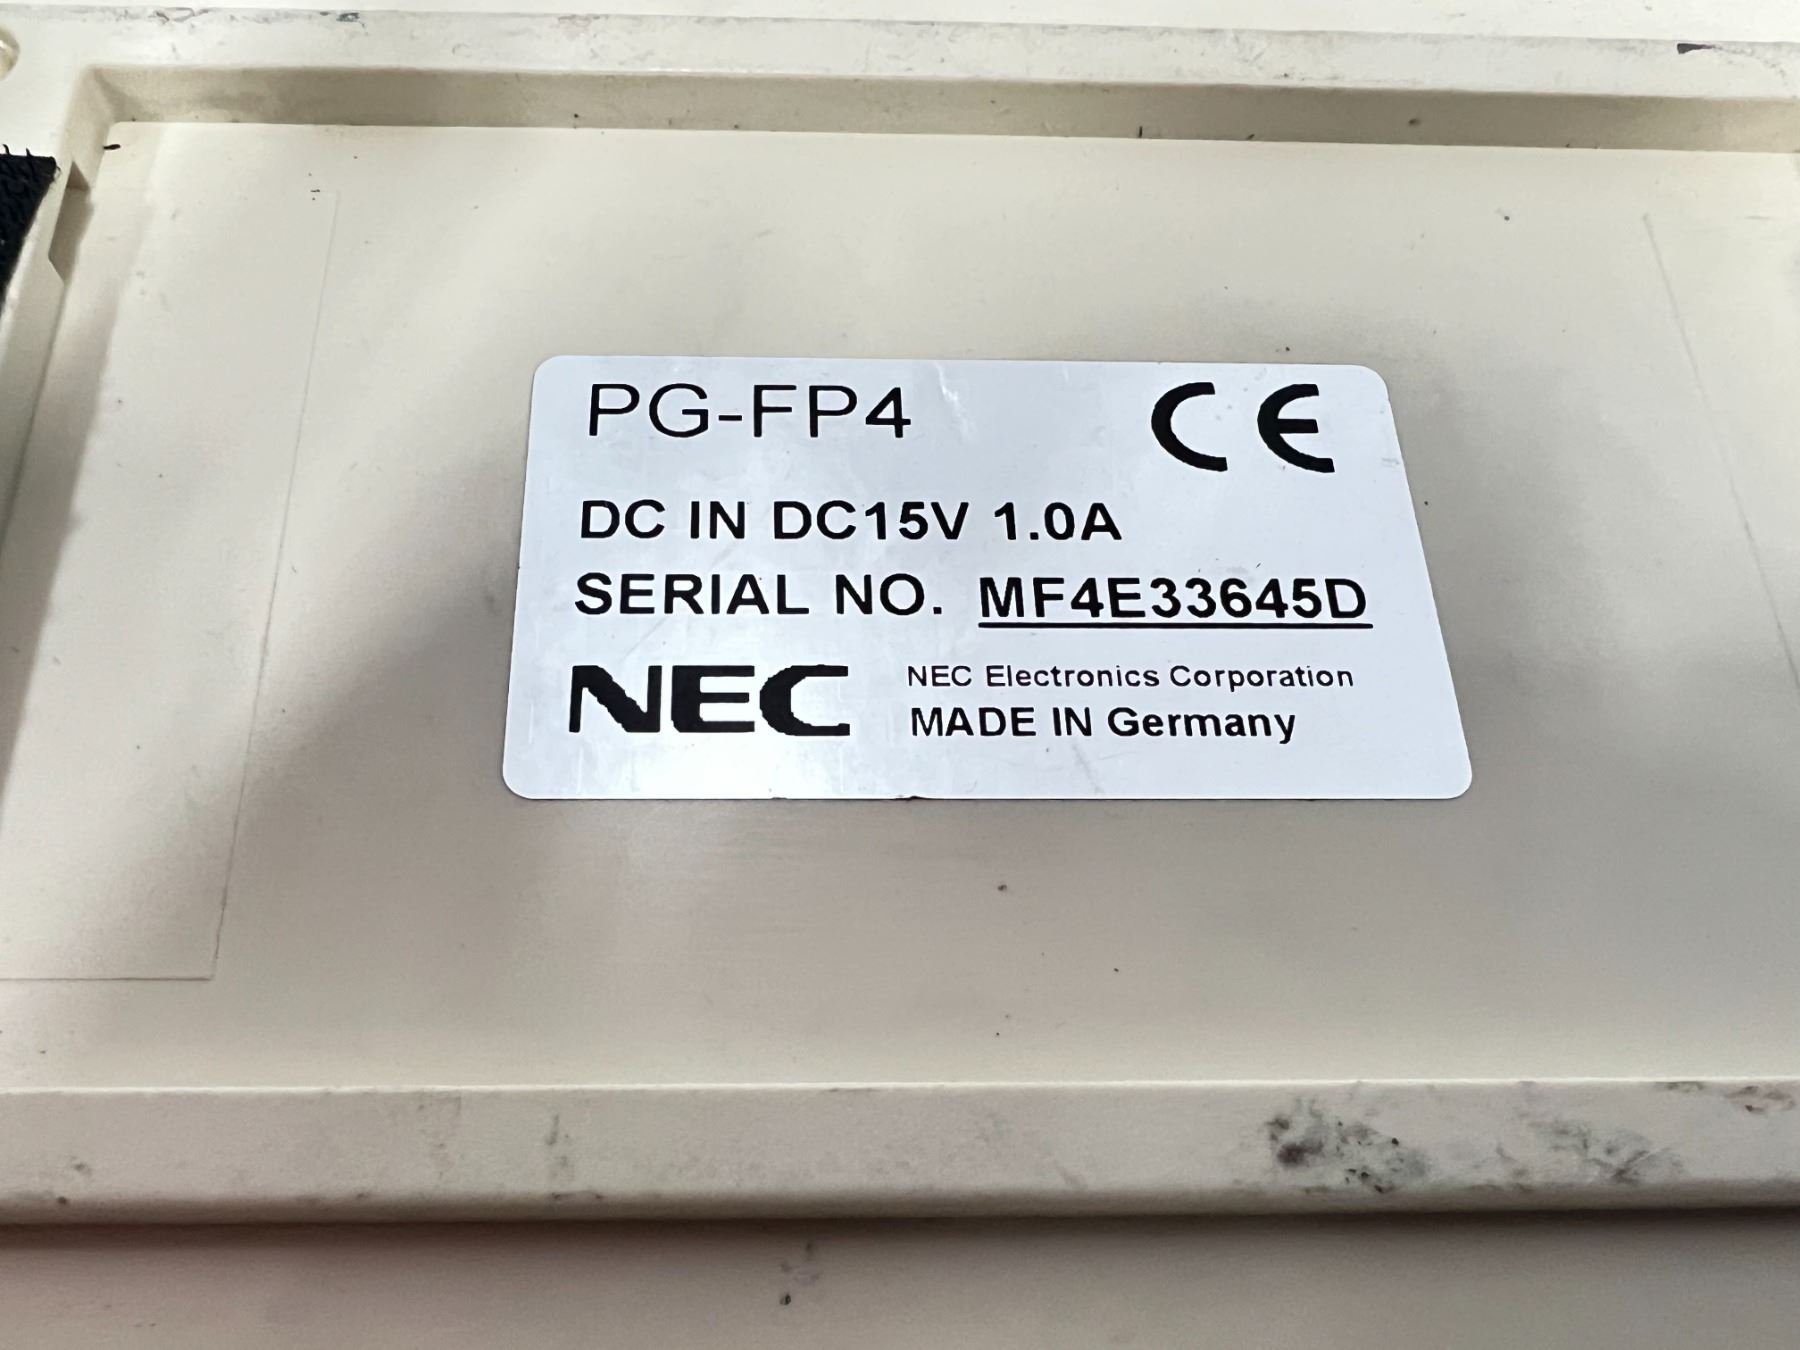 PG-FP4 CE
DC IN DC15V 1.0A
SERIAL NO. MF4E33645D
NEC NEC Electronics Corporation
MADE IN Germany